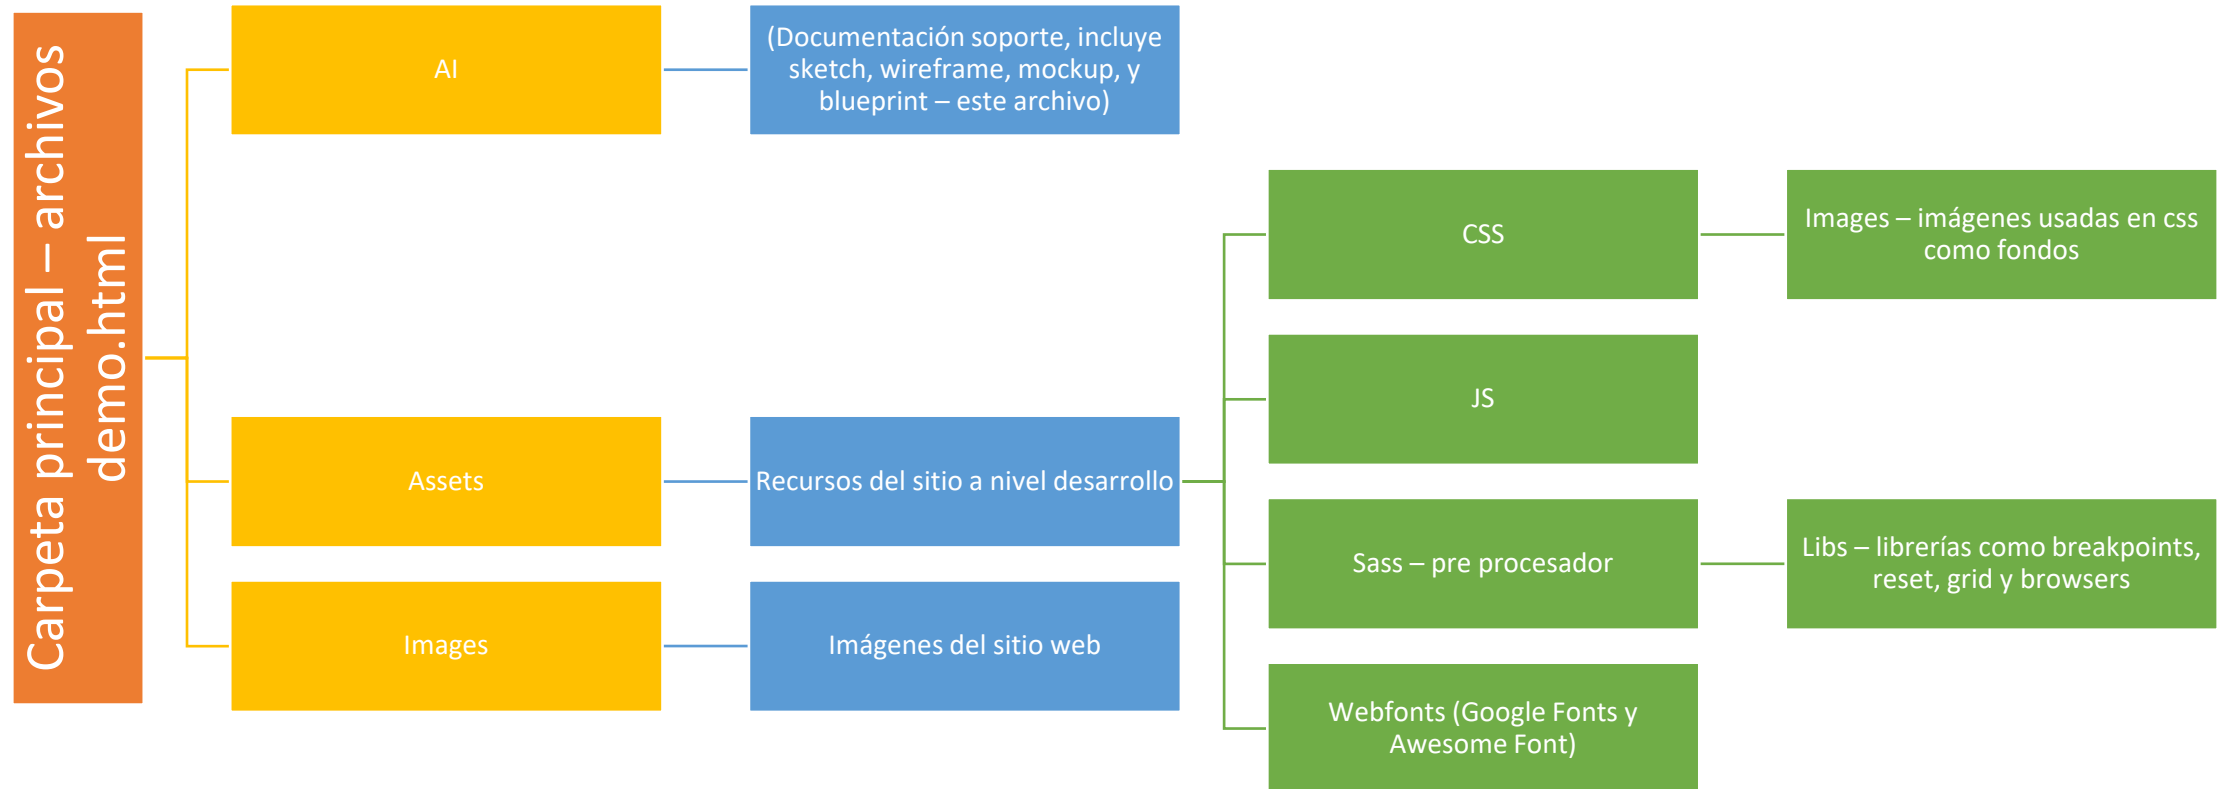 Carpeta principal – archivos
demo.html
AI
(Documentación soporte, incluye
sketch, wireframe, mockup, y
blueprint – este archivo)
Assets
Recursos del sitio a nivel desarrollo
CSS
Images – imágenes usadas en css
como fondos
JS
Sass – pre procesador
Libs – librerías como breakpoints,
reset, grid y browsers
Webfonts (Google Fonts y
Awesome Font)
Images
Imágenes del sitio web